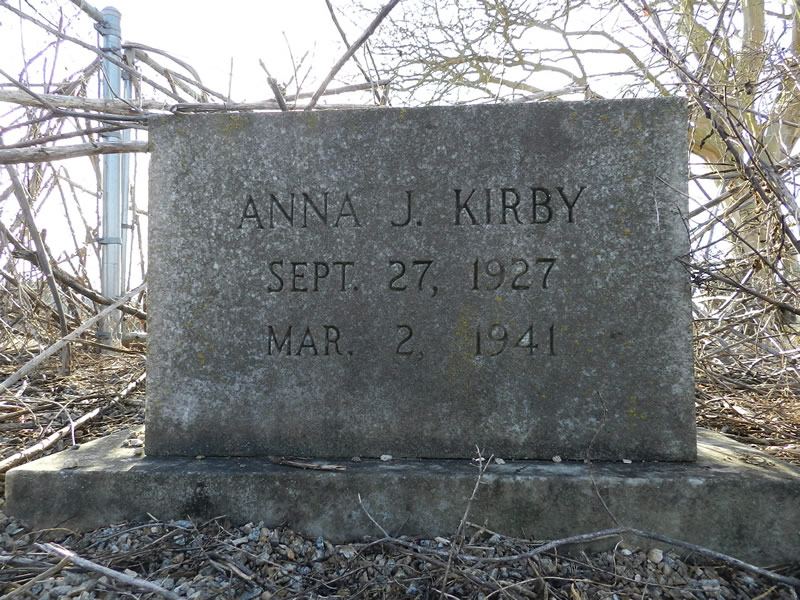 ANNA J. KIRBY
SEPT. 27, 1927
MAR. 2, 1941